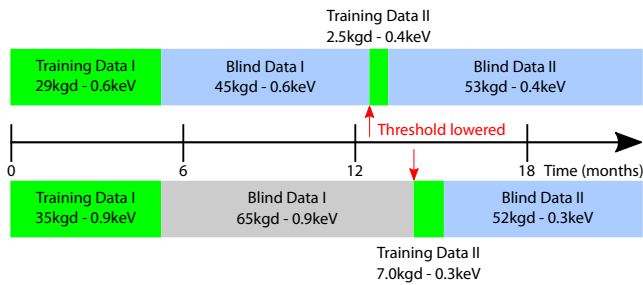 Training Data II
2.5kgd - 0.4keV
Training Data I
29kgd - 0.6keV
Blind Data I
45kgd - 0.6keV
Blind Data II
53kgd - 0.4keV
Threshold lowered
0
6
12
18
Time (months)
Training Data I
35kgd - 0.9keV
Blind Data I
65kgd - 0.9keV
Blind Data II
52kgd - 0.3keV
Training Data II
7.0kgd - 0.3keV